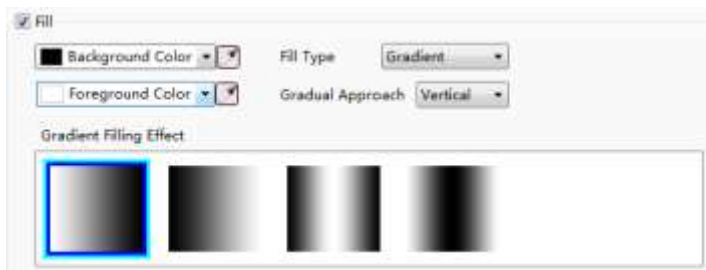 Fill
Background Color Fill Type Gradient
Foreground Color Gradual Approach Vertical
Gradient Filling Effect